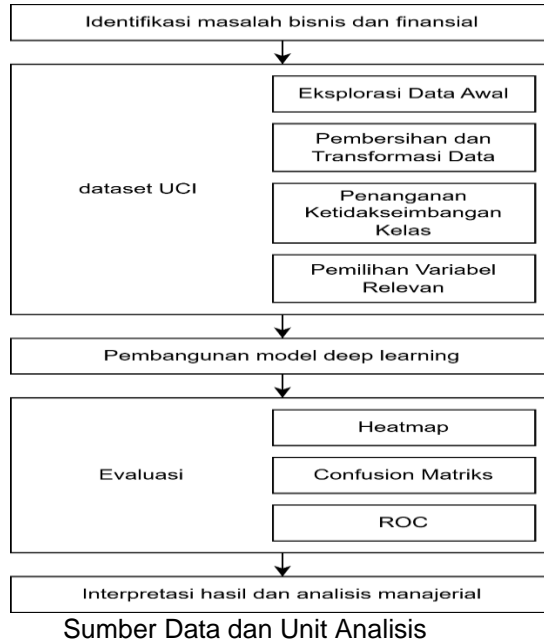 Identifikasi masalah bisnis dan finansial
dataset UCI
Eksplorasi Data Awal
Pembersihan dan
Transformasi Data
Penanganan
Ketidakseimbangan
Kelas
Pemilihan Variabel
Relevan
Pembangunan model deep learning
Evaluasi
Heatmap
Confusion Matriks
ROC
Interpretasi hasil dan analisis manajerial
Sumber Data dan Unit Analisis